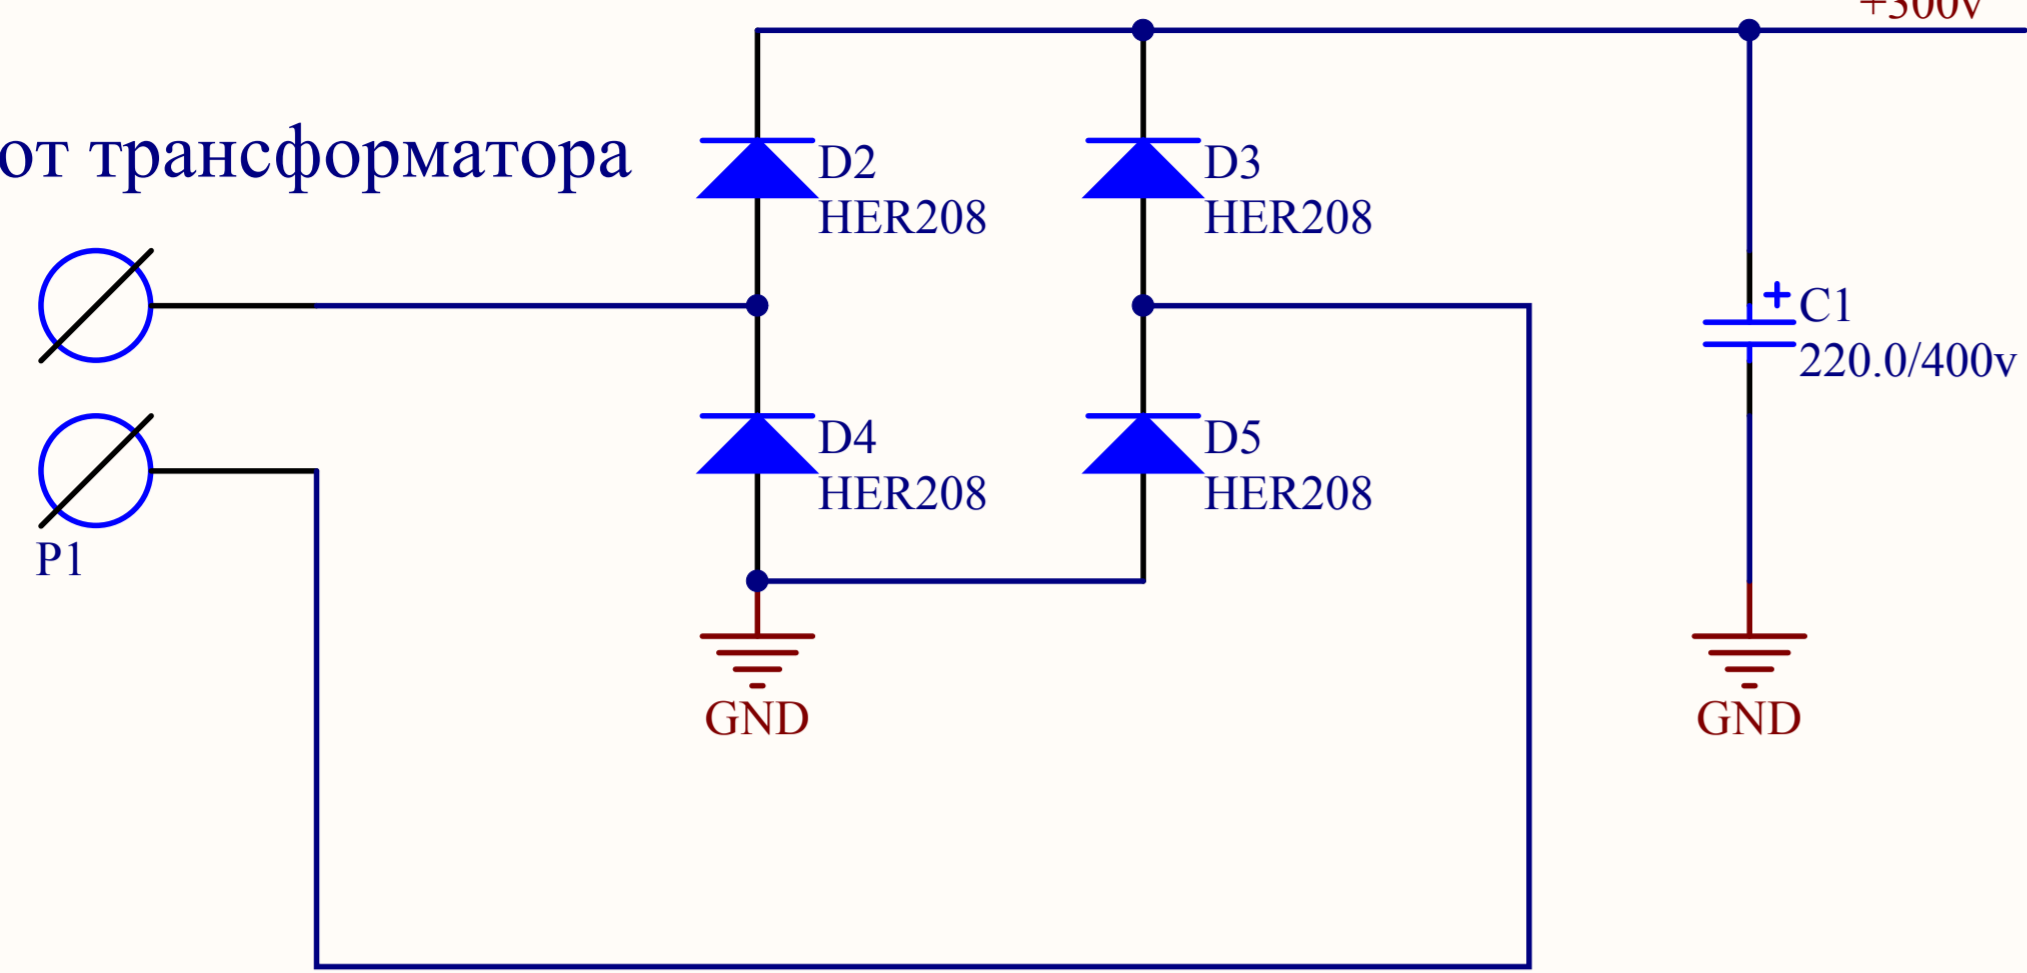 +300v
от трансформатора
D2
HER208
D3
HER208
C1
220.0/400v
D4
HER208
D5
HER208
P1
GND
GND